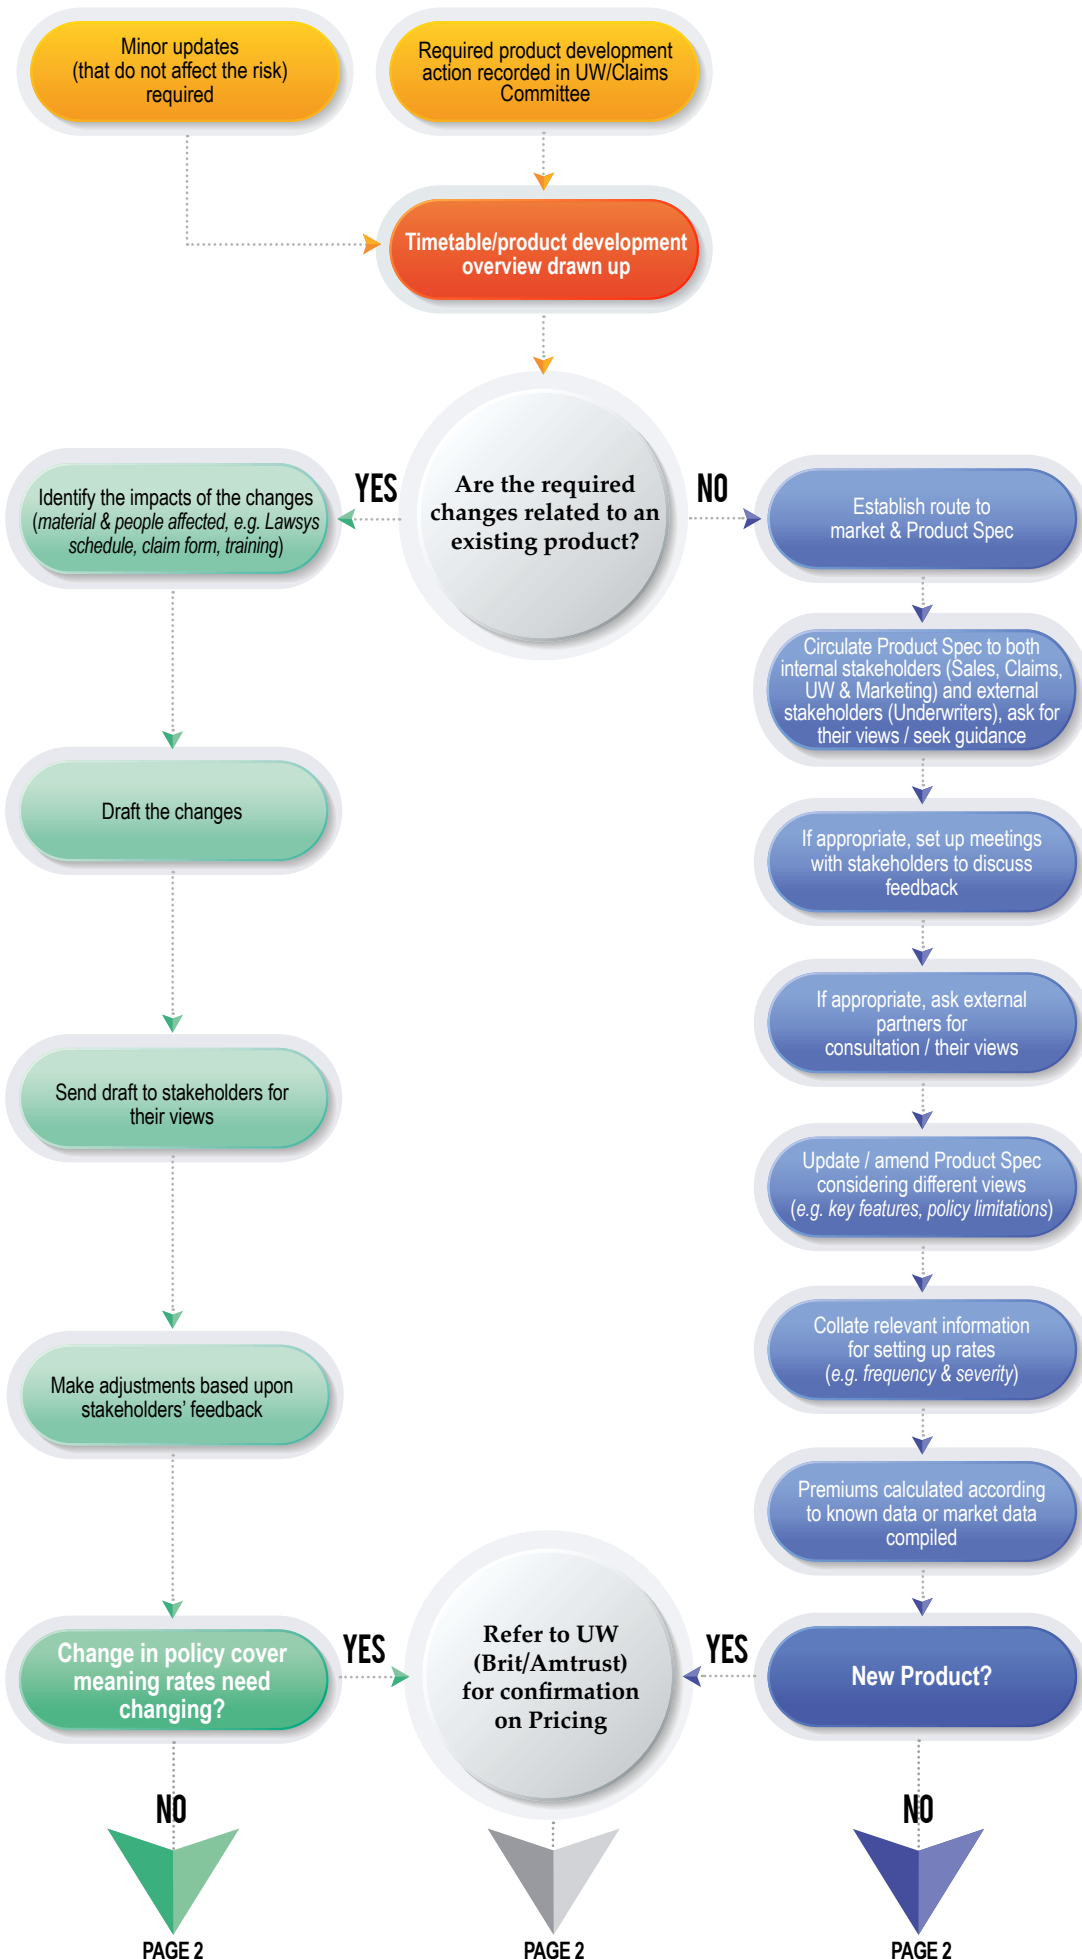 Minor updates
(that do not affect the risk)
required
Required product development
action recorded in UW/Claims
Committee
Timetable/product development
overview drawn up
Are the required
changes related to an
existing product?
YES
NO
Identify the impacts of the changes
(material & people affected, e.g. Lawsys
schedule, claim form, training)
Draft the changes
Send draft to stakeholders for
their views
Make adjustments based upon
stakeholders’ feedback
Change in policy cover
meaning rates need
changing?
YES
NO
PAGE 2
Establish route to
market & Product Spec
Circulate Product Spec to both
internal stakeholders (Sales, Claims,
UW & Marketing) and external
stakeholders (Underwriters), ask for
their views / seek guidance
If appropriate, set up meetings
with stakeholders to discuss
feedback
If appropriate, ask external
partners for
consultation / their views
Update / amend Product Spec
considering different views
(e.g. key features, policy limitations)
Collate relevant information
for setting up rates
(e.g. frequency & severity)
Premiums calculated according
to known data or market data
compiled
New Product?
YES
NO
PAGE 2
Refer to UW
(Brit/Amtrust)
for confirmation
on Pricing
PAGE 2